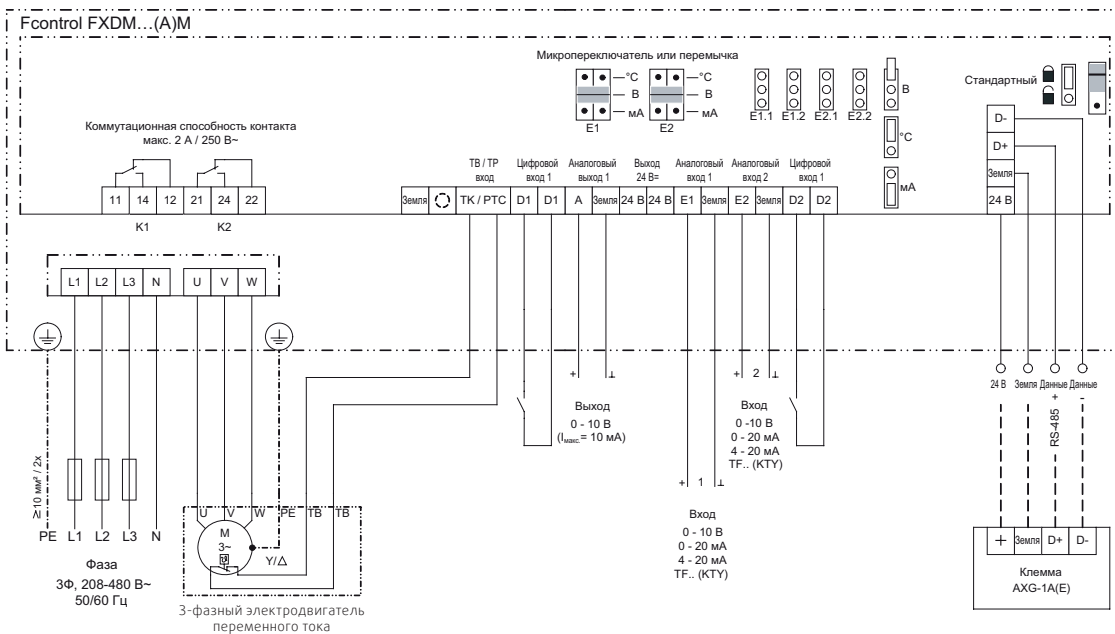 Fcontrol FXDM…(A)M
Микропереключатель или перемычка
°C
B
мА
E1
°C
B
мА
E2
E1.1 E1.2 E2.1 E2.2
B
°C
мА
Стандартный
Коммутационная способность контакта
макс. 2 А / 250 В~
11 14 12 21 24 22
K1 K2
ТВ / ТР
вход
Цифровой
вход 1
Аналоговый
выход 1
Выход
24 В=
Аналоговый
вход 1
Аналоговый
вход 2
Цифровой
вход 1
Земля TK / PTC D1 D1 A Земля 24 В 24 В E1 Земля E2 Земля D2 D2
D-
D+
Земля
24 В
L1 L2 L3 N U V W
≥10 мм² / 2x
PE L1 L2 L3 N
Фаза
3Ф, 208-480 В~
50/60 Гц
U V W PE TB TB
M
3~
Y/Δ
3-фазный электродвигатель
переменного тока
+ ⊥
Выход
0 - 10 В
(Iмакс.= 10 мА)
+ 1 ⊥
Вход
0 - 10 В
0 - 20 мА
4 - 20 мА
TF.. (KTY)
+ 2 ⊥
Вход
0 -10 В
0 - 20 мА
4 - 20 мА
TF.. (KTY)
24 В Земля Данные Данные
+ -
RS-485
+ Земля D+ D-
Клемма
AXG-1A(E)